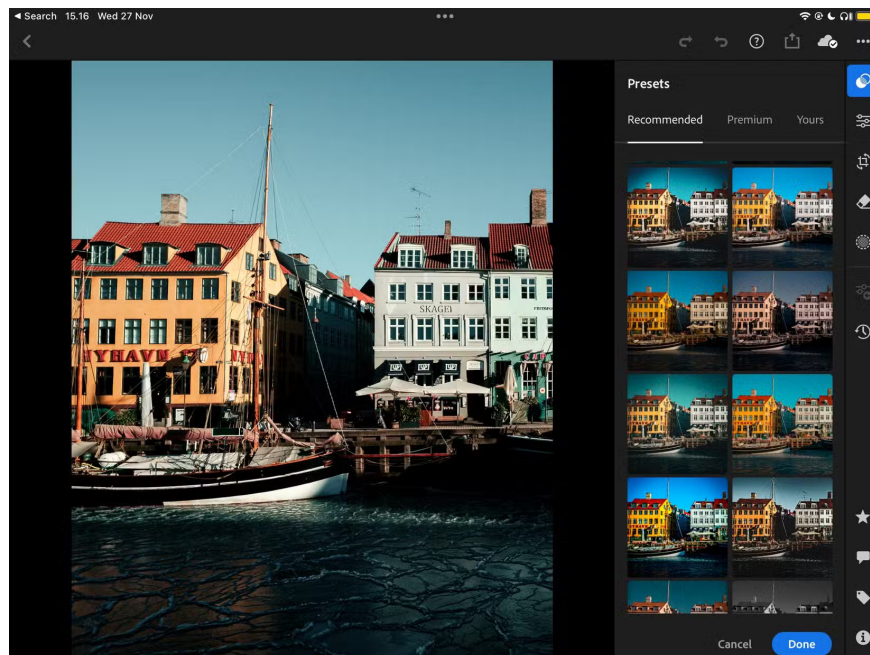 ◀ Search 15.16 Wed 27 Nov
Presets
Recommended Premium Yours
SKAGEN
NYHAVN
Cancel Done